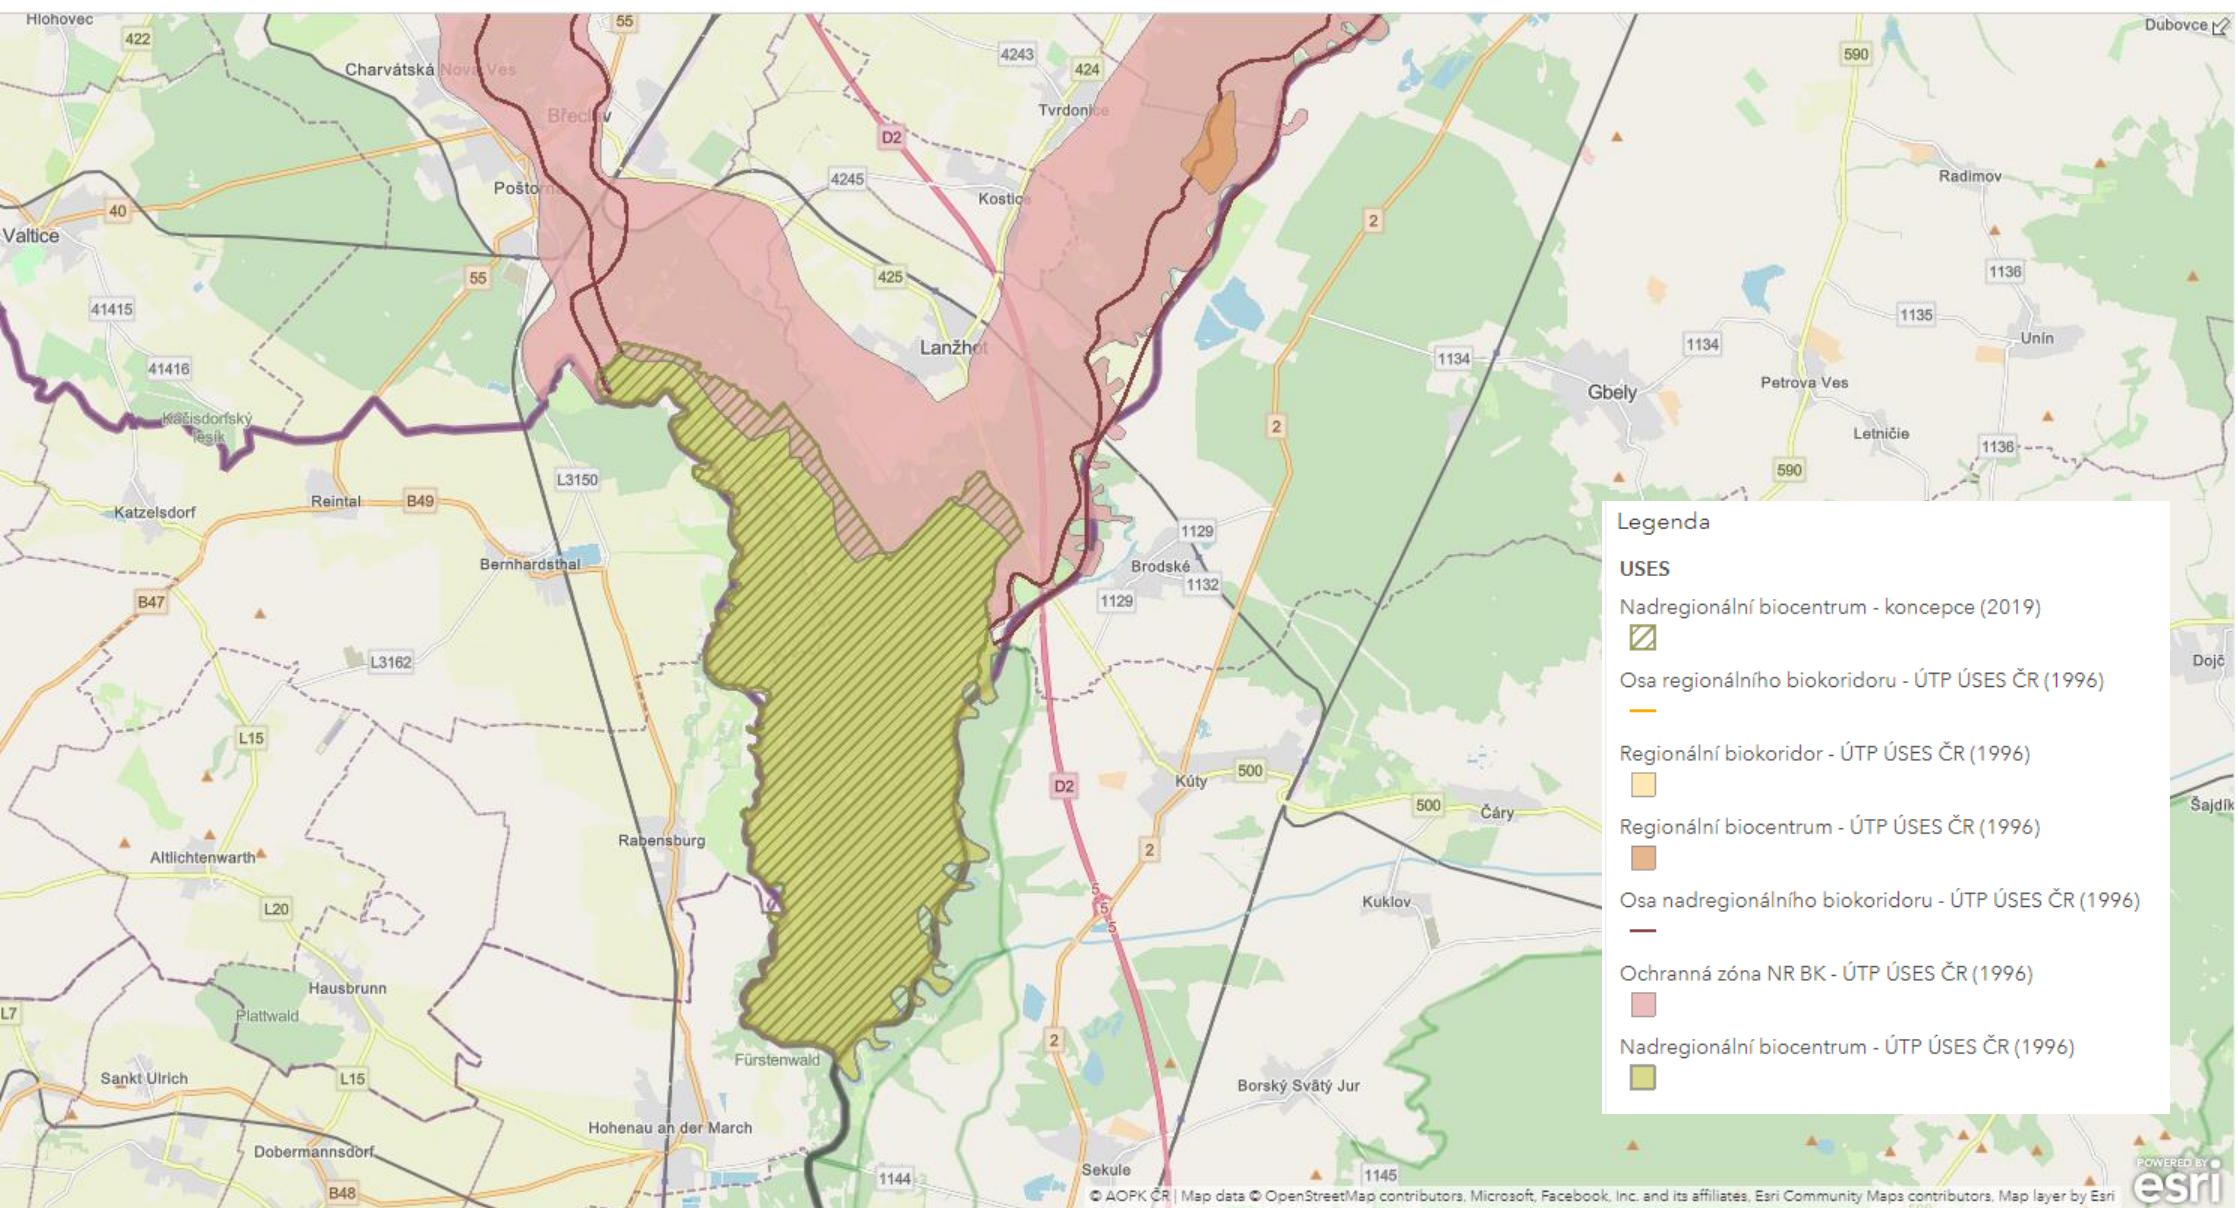 Hlohovec
422
55
4243
424
590
Dubovce
Charvátská Nova Ves
Břeclav
Tvrdonice
D2
4245
Poštorná
Kostice
Radimov
40
Valtice
2
55
425
1136
41415
1135
Unín
Lanžhot
1134
1134
41416
Petrova Ves
Gbely
Kačisdorfský
lesík
2
Letničie
1136
590
L3150
Reintal
B49
Katzelsdorf
1129
Bernhardsthal
Brodské
1132
B47
1129
L3162
Dojč
L15
Kúty
500
D2
500
Čáry
Šajdík
Rabensburg
2
Altlichtenwarth
5
5
5
L20
Kuklov
Hausbrunn
L7
Plattwald
2
Fürstenwald
Sankt Ulrich
L15
Borský Svätý Jur
Hohenau an der March
Dobermannsdorf
Sekule
1144
1145
B48
Legenda
USES
Nadregionální biocentrum - koncepce (2019)
Osa regionálního biokoridoru - ÚTP ÚSES ČR (1996)
Regionální biokoridor - ÚTP ÚSES ČR (1996)
Regionální biocentrum - ÚTP ÚSES ČR (1996)
Osa nadregionálního biokoridoru - ÚTP ÚSES ČR (1996)
Ochranná zóna NR BK - ÚTP ÚSES ČR (1996)
Nadregionální biocentrum - ÚTP ÚSES ČR (1996)
POWERED BY
esri
© AOPK ČR | Map data © OpenStreetMap contributors, Microsoft, Facebook, Inc. and its affiliates, Esri Community Maps contributors, Map layer by Esri